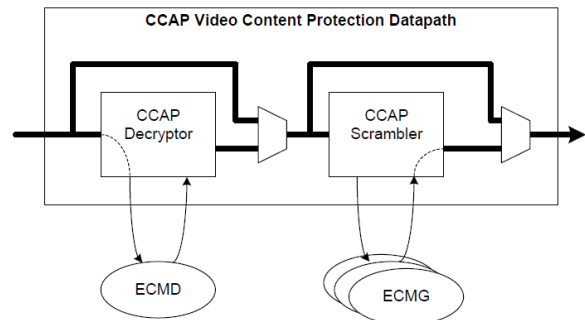 CCAP Video Content Protection Datapath
CCAP
Decryptor
CCAP
Scrambler
ECMD
ECMG